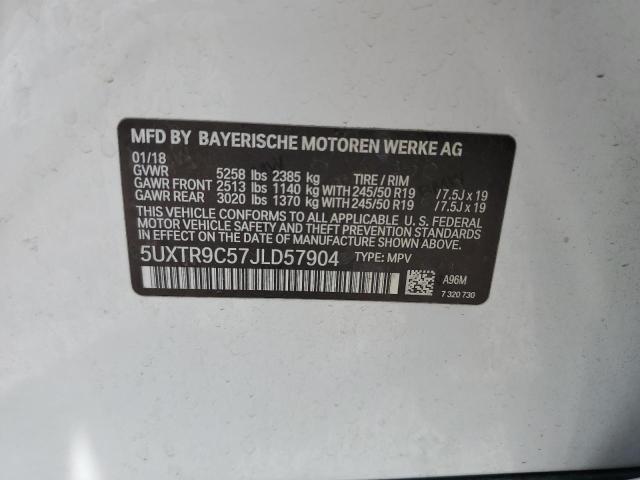 MFD BY BAYERISCHE MOTOREN WERKE AG
01/18
GVWR 5258 lbs 2385 kg TIRE / RIM
GAWR FRONT 2513 lbs 1140 kg WITH 245/50 R19 /7.5J x 19
GAWR REAR 3020 lbs 1370 kg WITH 245/50 R19 /7.5J x 19
THIS VEHICLE CONFORMS TO ALL APPLICABLE U. S. FEDERAL
MOTOR VEHICLE SAFETY AND THEFT PREVENTION STANDARDS
IN EFFECT ON THE DATE OF MANUFACTURE SHOWN ABOVE.
5UXTR9C57JLD57904 TYPE: MPV
A96M
7 320 730